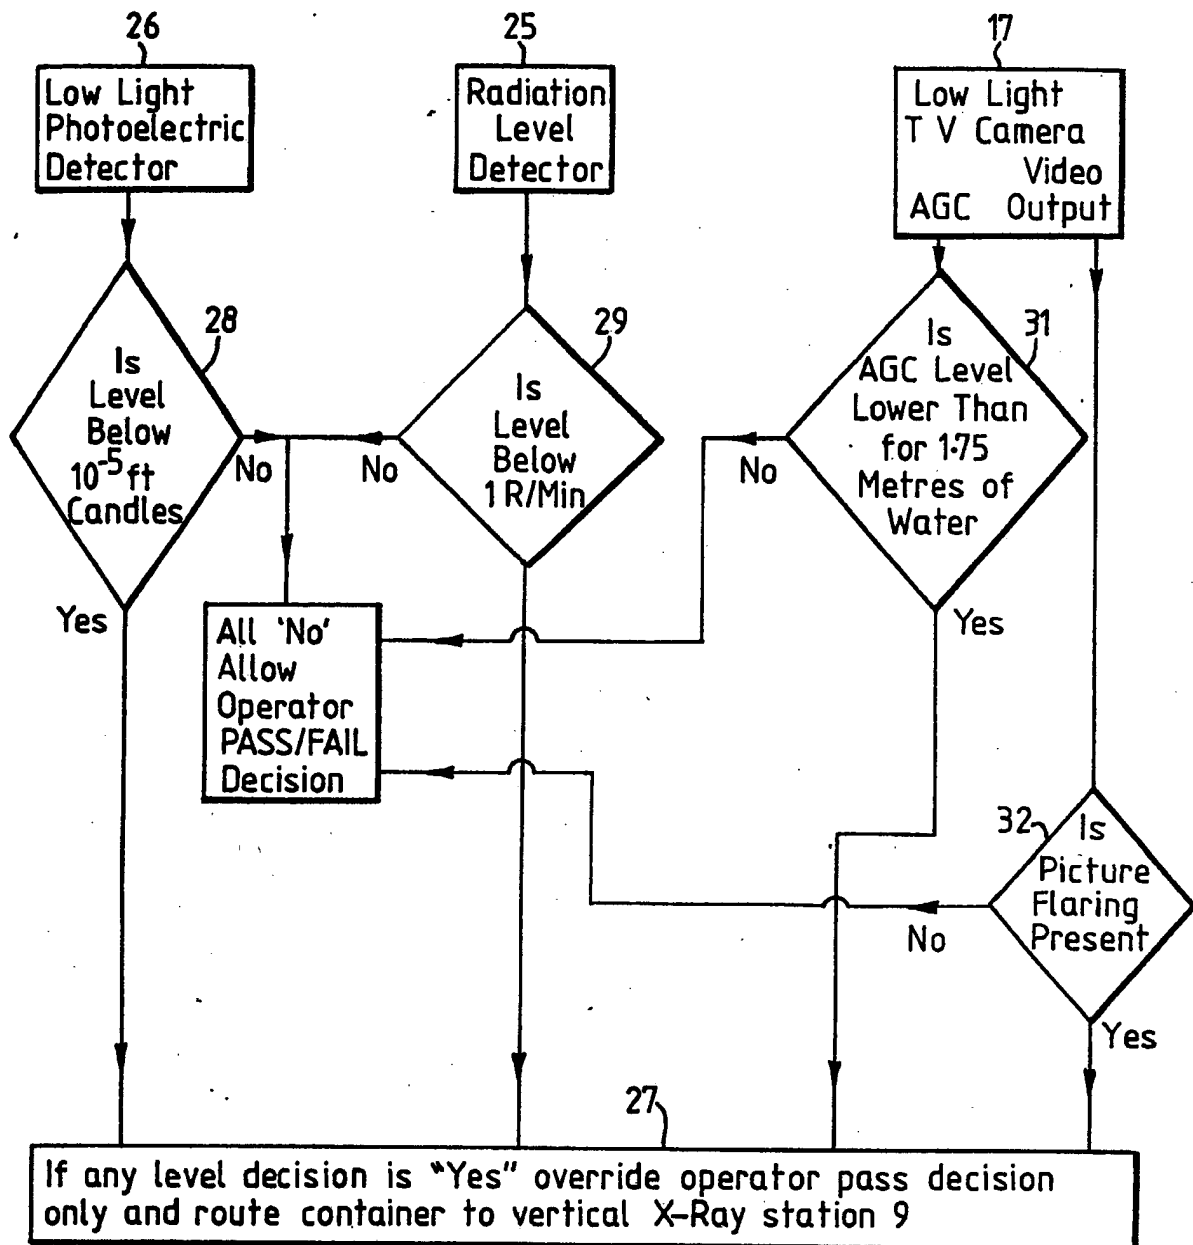 26
25
17
Low Light
Photoelectric
Detector
Radiation
Level
Detector
Low Light
T V Camera
Video
AGC Output
28
Is
Level
Below
10⁻⁵ ft
Candles
No
Yes
29
Is
Level
Below
1 R/Min
No
31
Is
AGC Level
Lower Than
for 1·75
Metres of
Water
No
Yes
All 'No'
Allow
Operator
PASS/FAIL
Decision
32
Is
Picture
Flaring
Present
No
Yes
27
If any level decision is "Yes" override operator pass decision
only and route container to vertical X-Ray station 9